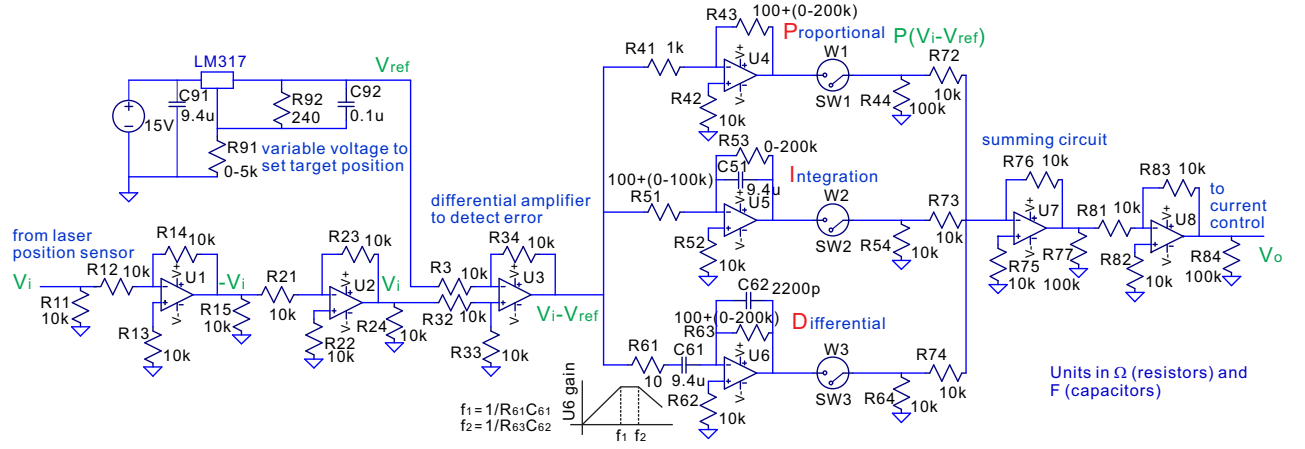 LM317
Vref
C91
9.4u
R92
240
C92
0.1u
15V
R91
0-5k
variable voltage to
set target position
from laser
position sensor
Vi
R11
10k
R12
10k
R14
10k
U1
V+
V-
R13
10k
-Vi
R15
10k
R21
10k
R23
10k
U2
V+
V-
R22
10k
Vi
R24
10k
differential amplifier
to detect error
R3
10k
R32
10k
R34
10k
U3
V+
V-
R33
10k
Vi-Vref
R41
1k
R43
100+(0-200k)
Proportional
U4
V+
V-
R42
10k
W1
SW1
P(Vi-Vref)
R44
100k
R72
10k
R53
0-200k
C51
9.4u
100+(0-100k)
R51
Integration
U5
V+
V-
R52
10k
W2
SW2
R54
10k
R73
10k
C62
2200p
100+(0-200k)
R63
Differential
R61
10
C61
9.4u
U6
V+
V-
R62
10k
W3
SW3
R64
10k
R74
10k
f1=1/R61C61
f2=1/R63C62
U6 gain
f1
f2
summing circuit
R76
10k
U7
V+
V-
R75
10k
R77
100k
R81
10k
R83
10k
U8
V+
V-
R82
10k
to
current
control
R84
100k
Vo
Units in Ω (resistors) and
F (capacitors)